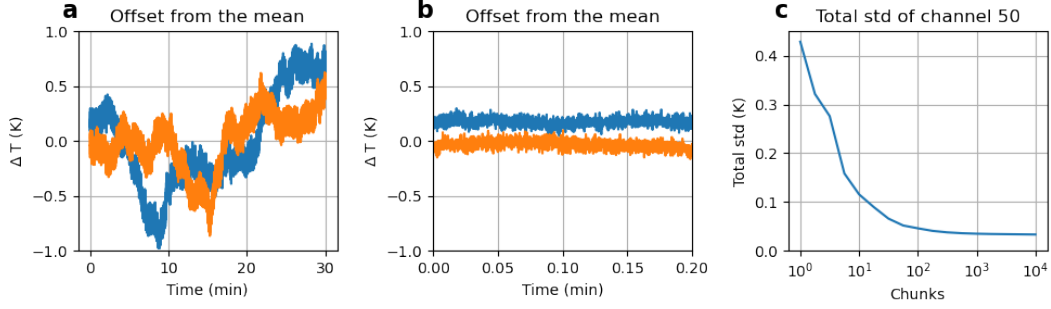 a Offset from the mean
1.0
0.5
0.0
−0.5
−1.0
Δ T (K)
0 10 20 30
Time (min)
b Offset from the mean
1.0
0.5
0.0
−0.5
−1.0
Δ T (K)
0.00 0.05 0.10 0.15 0.20
Time (min)
c Total std of channel 50
0.4
0.3
0.2
0.1
0.0
Total std (K)
10⁰ 10¹ 10² 10³ 10⁴
Chunks